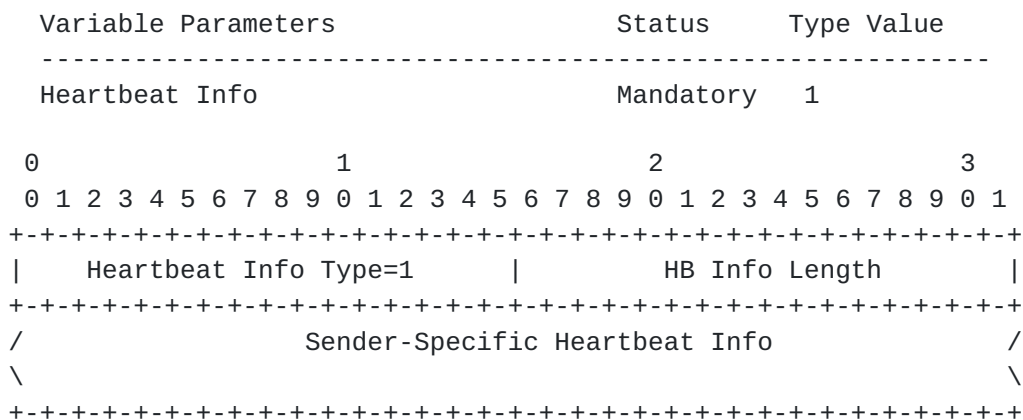 Variable Parameters                  Status     Type Value
-------------------------------------------------------------
Heartbeat Info                       Mandatory   1
 0                   1                   2                   3
 0 1 2 3 4 5 6 7 8 9 0 1 2 3 4 5 6 7 8 9 0 1 2 3 4 5 6 7 8 9 0 1
+-+-+-+-+-+-+-+-+-+-+-+-+-+-+-+-+-+-+-+-+-+-+-+-+-+-+-+-+-+-+-+-+
|    Heartbeat Info Type=1      |         HB Info Length        |
+-+-+-+-+-+-+-+-+-+-+-+-+-+-+-+-+-+-+-+-+-+-+-+-+-+-+-+-+-+-+-+-+
/                  Sender-Specific Heartbeat Info               /
\                                                               \
+-+-+-+-+-+-+-+-+-+-+-+-+-+-+-+-+-+-+-+-+-+-+-+-+-+-+-+-+-+-+-+-+